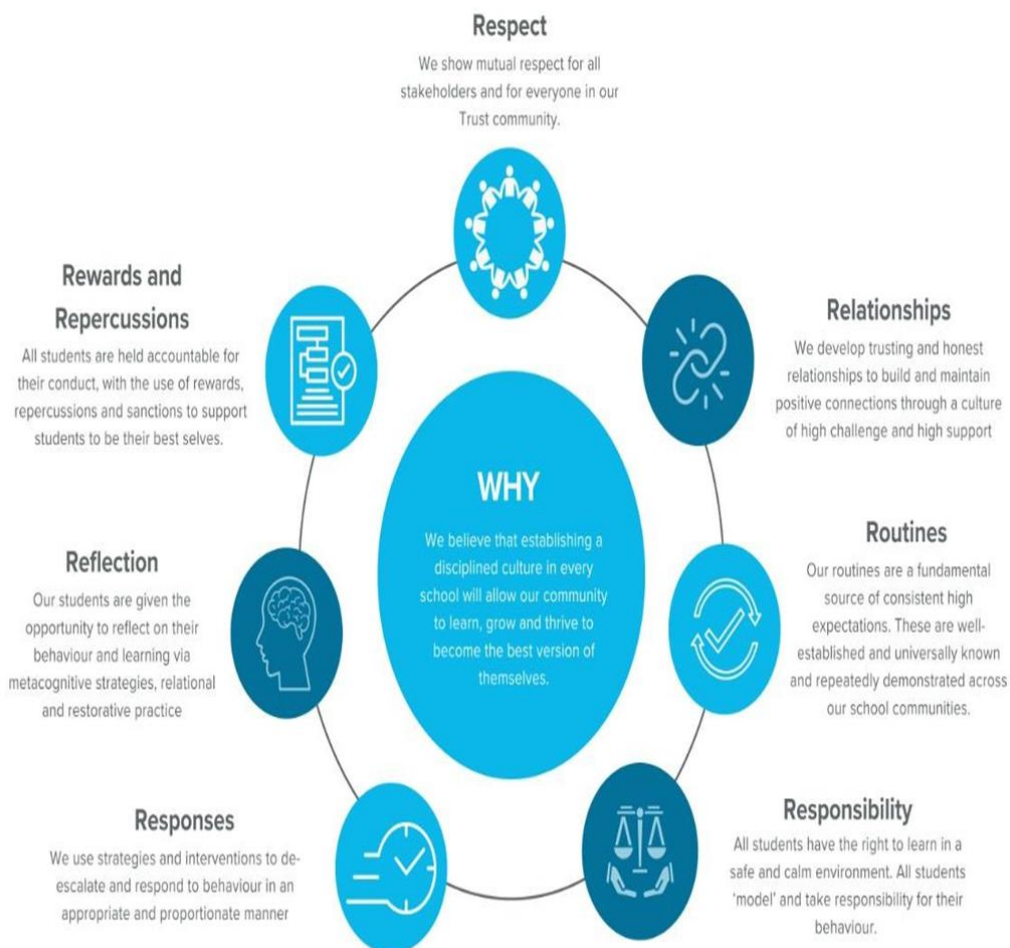 Respect
We show mutual respect for all
stakeholders and for everyone in our
Trust community.
Relationships
We develop trusting and honest
relationships to build and maintain
positive connections through a culture
of high challenge and high support
Routines
Our routines are a fundamental
source of consistent high
expectations. These are well-
established and universally known
and repeatedly demonstrated across
our school communities.
Responsibility
All students have the right to learn in a
safe and calm environment. All students
'model' and take responsibility for their
behaviour.
Responses
We use strategies and interventions to de-
escalate and respond to behaviour in an
appropriate and proportionate manner
Reflection
Our students are given the
opportunity to reflect on their
behaviour and learning via
metacognitive strategies, relational
and restorative practice
Rewards and
Repercussions
All students are held accountable for
their conduct, with the use of rewards,
repercussions and sanctions to support
students to be their best selves.
WHY
We believe that establishing a
disciplined culture in every
school will allow our community
to learn, grow and thrive to
become the best version of
themselves.